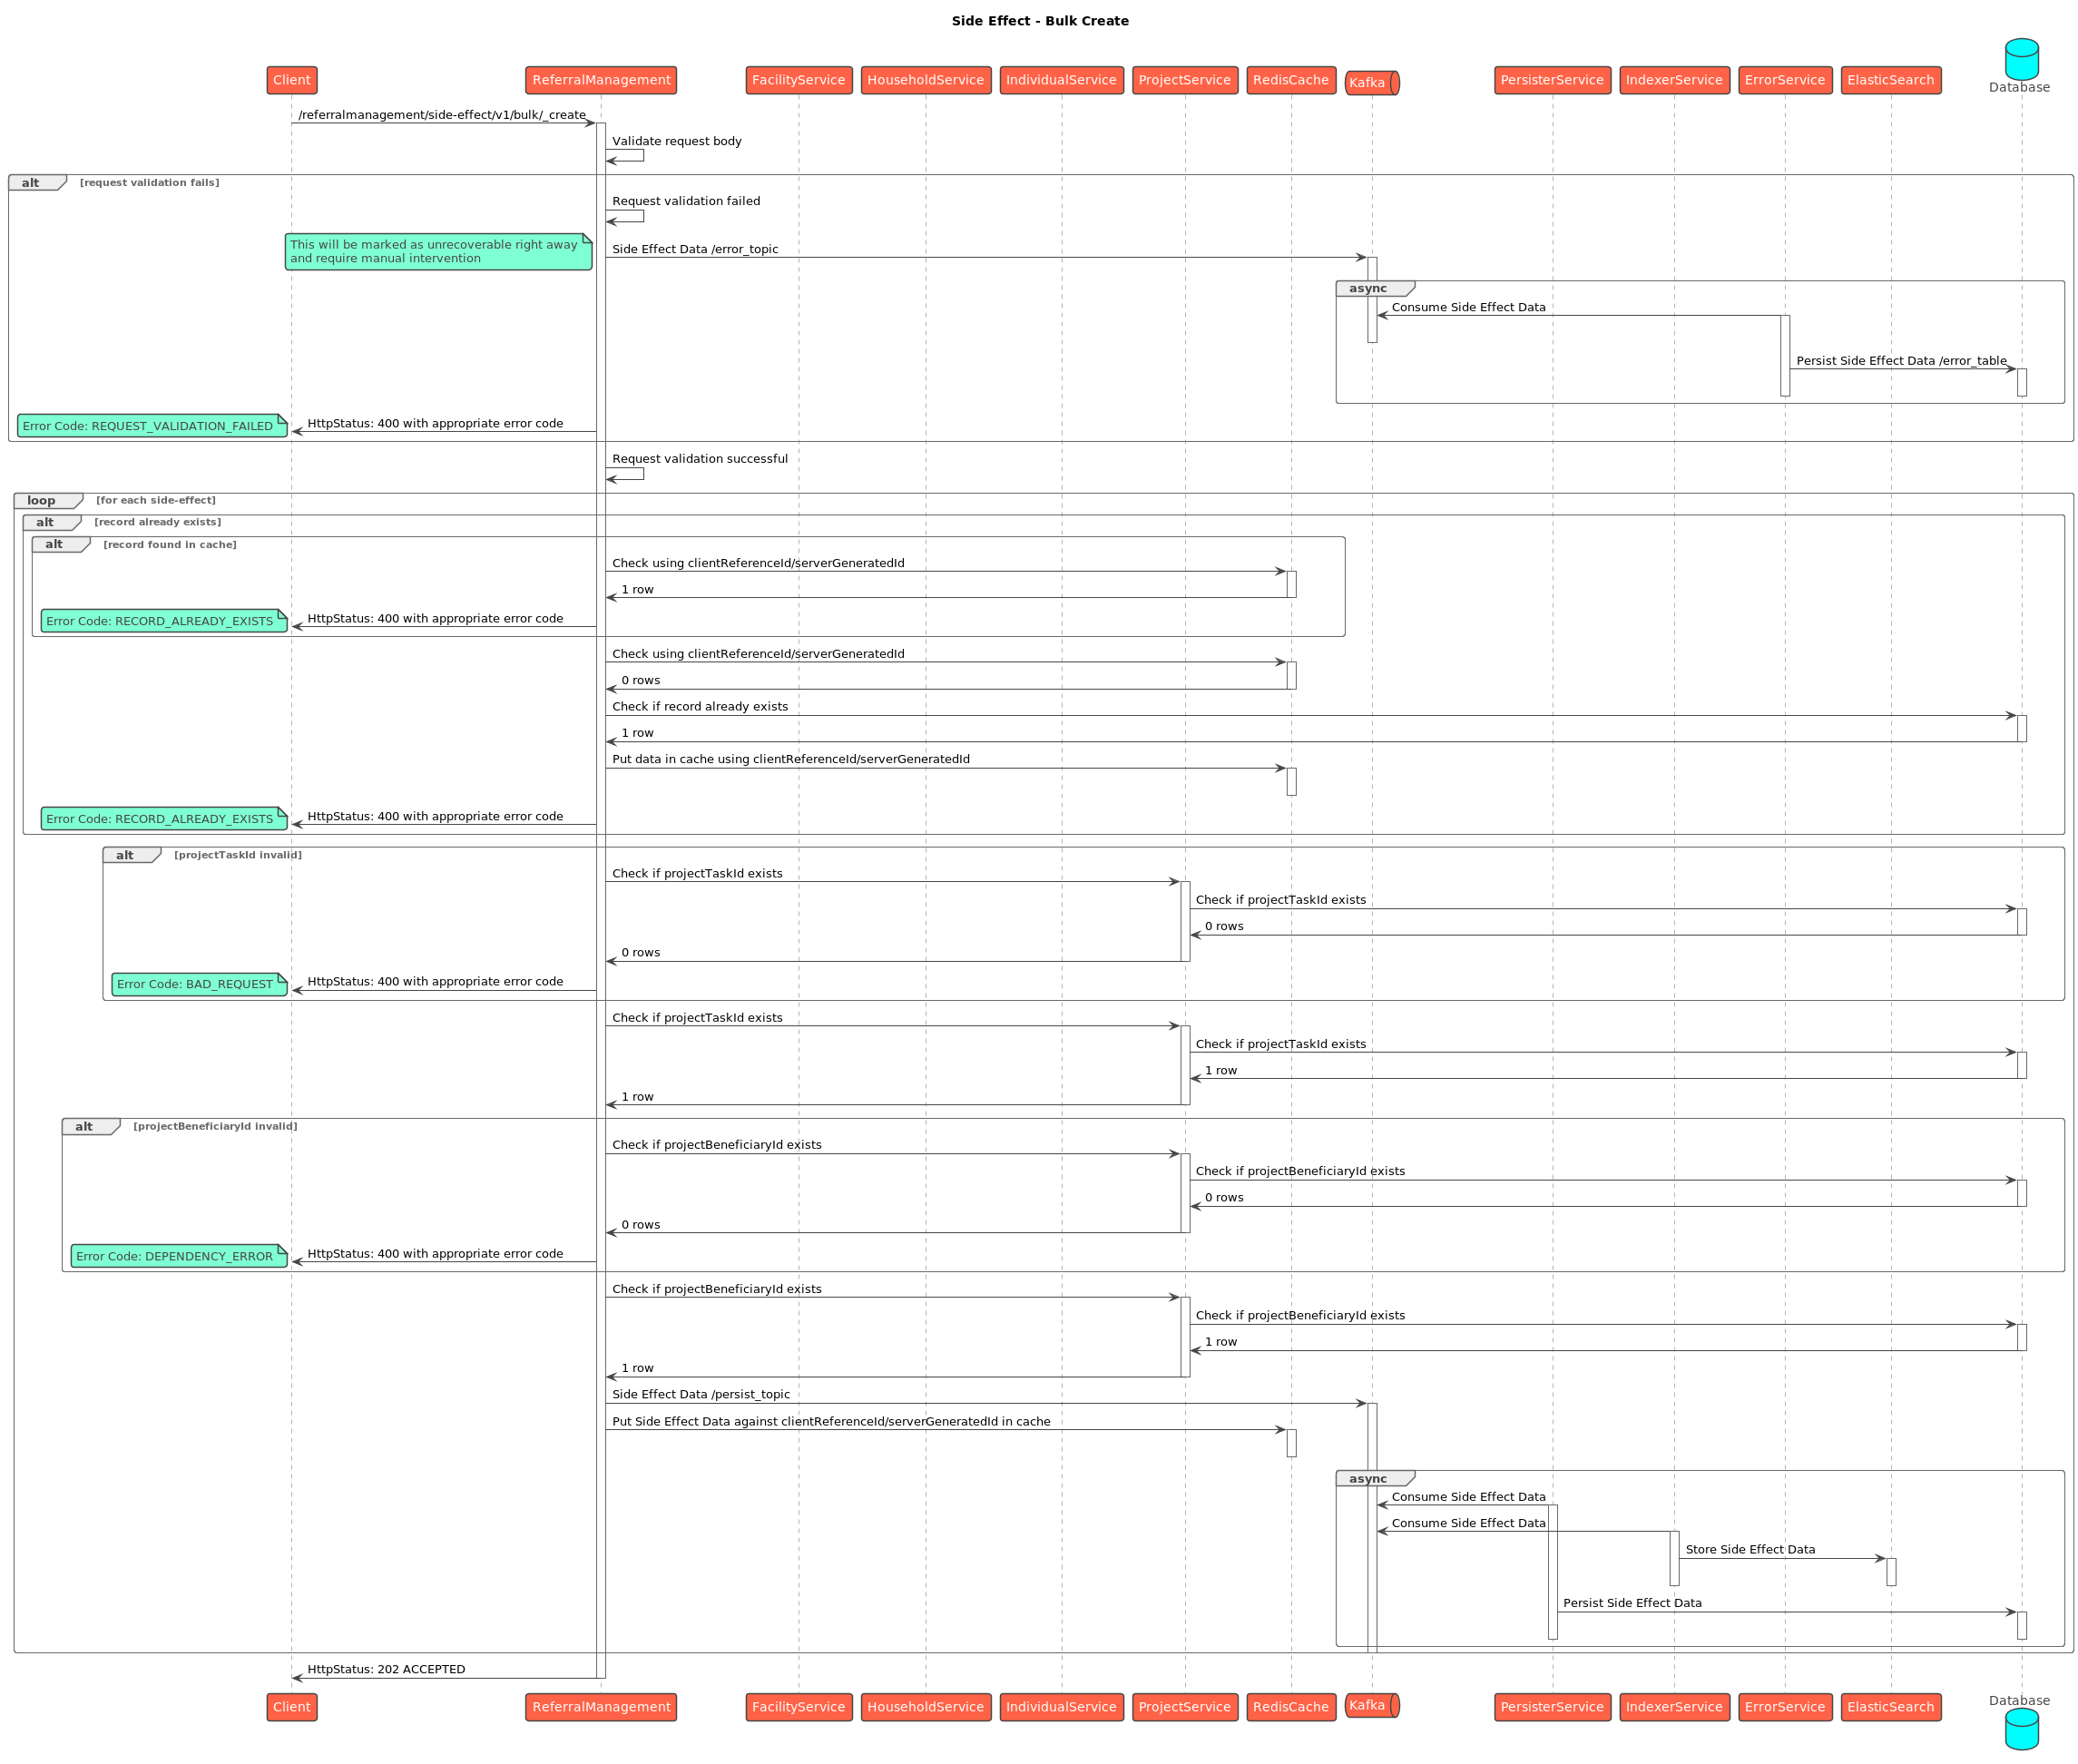 Side Effect - Bulk Create
Client
ReferralManagement
FacilityService
HouseholdService
IndividualService
ProjectService
RedisCache
Kafka
PersisterService
IndexerService
ErrorService
ElasticSearch
Database
/referralmanagement/side-effect/v1/bulk/_create
Validate request body
alt [request validation fails]
Request validation failed
This will be marked as unrecoverable right away
and require manual intervention
Side Effect Data /error_topic
async
Consume Side Effect Data
Persist Side Effect Data /error_table
Error Code: REQUEST_VALIDATION_FAILED
HttpStatus: 400 with appropriate error code
Request validation successful
loop [for each side-effect]
alt [record already exists]
alt [record found in cache]
Check using clientReferenceId/serverGeneratedId
1 row
Error Code: RECORD_ALREADY_EXISTS
HttpStatus: 400 with appropriate error code
Check using clientReferenceId/serverGeneratedId
0 rows
Check if record already exists
1 row
Put data in cache using clientReferenceId/serverGeneratedId
Error Code: RECORD_ALREADY_EXISTS
HttpStatus: 400 with appropriate error code
alt [projectTaskId invalid]
Check if projectTaskId exists
Check if projectTaskId exists
0 rows
0 rows
Error Code: BAD_REQUEST
HttpStatus: 400 with appropriate error code
Check if projectTaskId exists
Check if projectTaskId exists
1 row
1 row
alt [projectBeneficiaryId invalid]
Check if projectBeneficiaryId exists
Check if projectBeneficiaryId exists
0 rows
0 rows
Error Code: DEPENDENCY_ERROR
HttpStatus: 400 with appropriate error code
Check if projectBeneficiaryId exists
Check if projectBeneficiaryId exists
1 row
1 row
Side Effect Data /persist_topic
Put Side Effect Data against clientReferenceId/serverGeneratedId in cache
async
Consume Side Effect Data
Consume Side Effect Data
Store Side Effect Data
Persist Side Effect Data
HttpStatus: 202 ACCEPTED
Client
ReferralManagement
FacilityService
HouseholdService
IndividualService
ProjectService
RedisCache
Kafka
PersisterService
IndexerService
ErrorService
ElasticSearch
Database